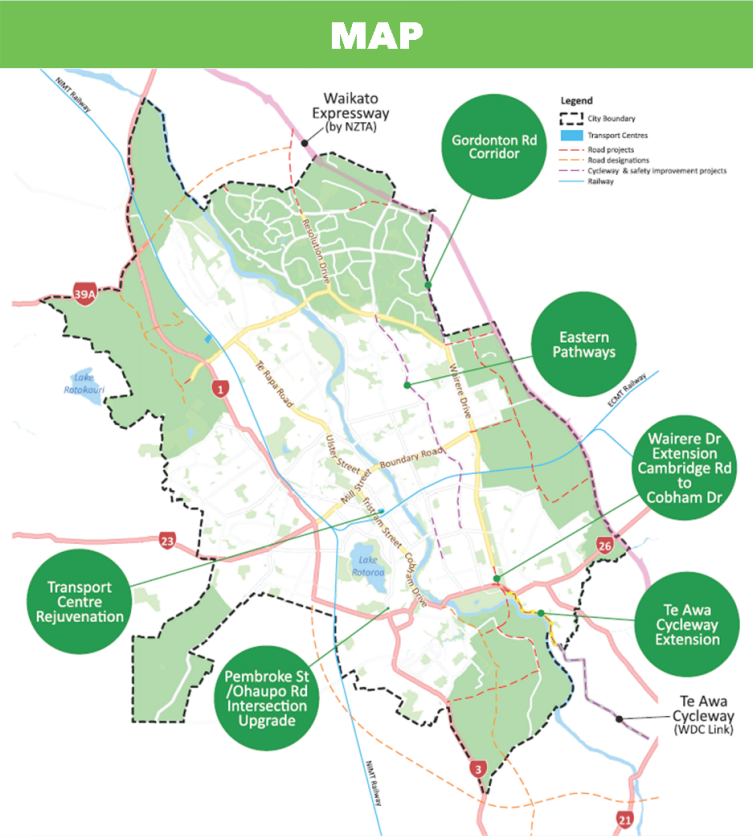 MAP
NIMT Railway
Waikato
Expressway
(by NZTA)
Gordonton Rd
Corridor
Legend
City Boundary
Transport Centres
Road projects
Road designations
Cycleway & safety improvement projects
Railway
Resolution Drive
39A
Eastern
Pathways
Lake
Rotokauri
1
Te Rapa Road
Wairere Drive
ECMT Railway
Wairere Dr
Extension
Cambridge Rd
to
Cobham Dr
Ulster Street
Boundary Road
Mill Street
Tristram Street
23
26
Lake
Rotoroa
Cobham Drive
Transport
Centre
Rejuvenation
Te Awa
Cycleway
Extension
Pembroke St
/Ohaupo Rd
Intersection
Upgrade
Te Awa
Cycleway
(WDC Link)
3
NIMT Railway
21